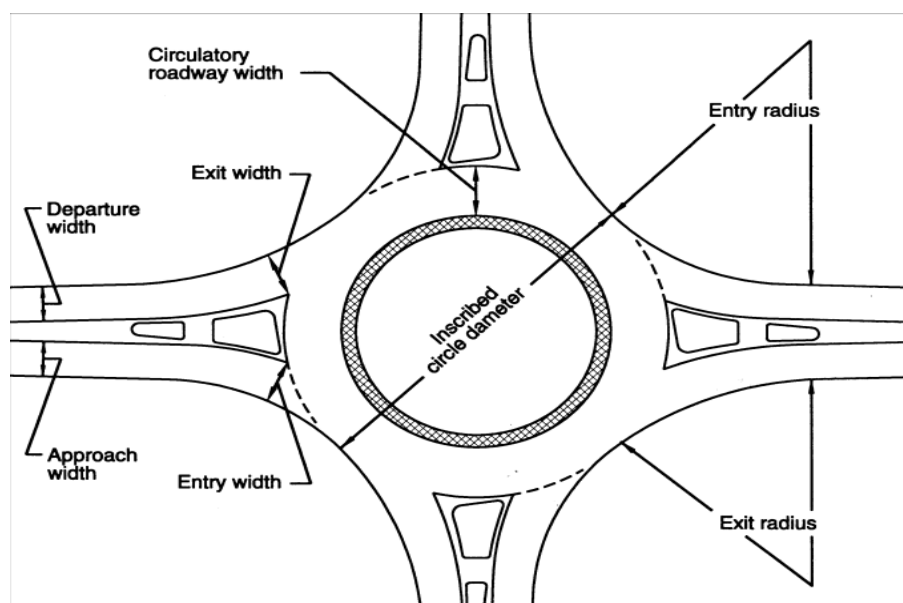 Circulatory
roadway width
Entry radius
Exit width
Departure
width
Inscribed
circle dameter
Approach
width
Entry width
Exit radius